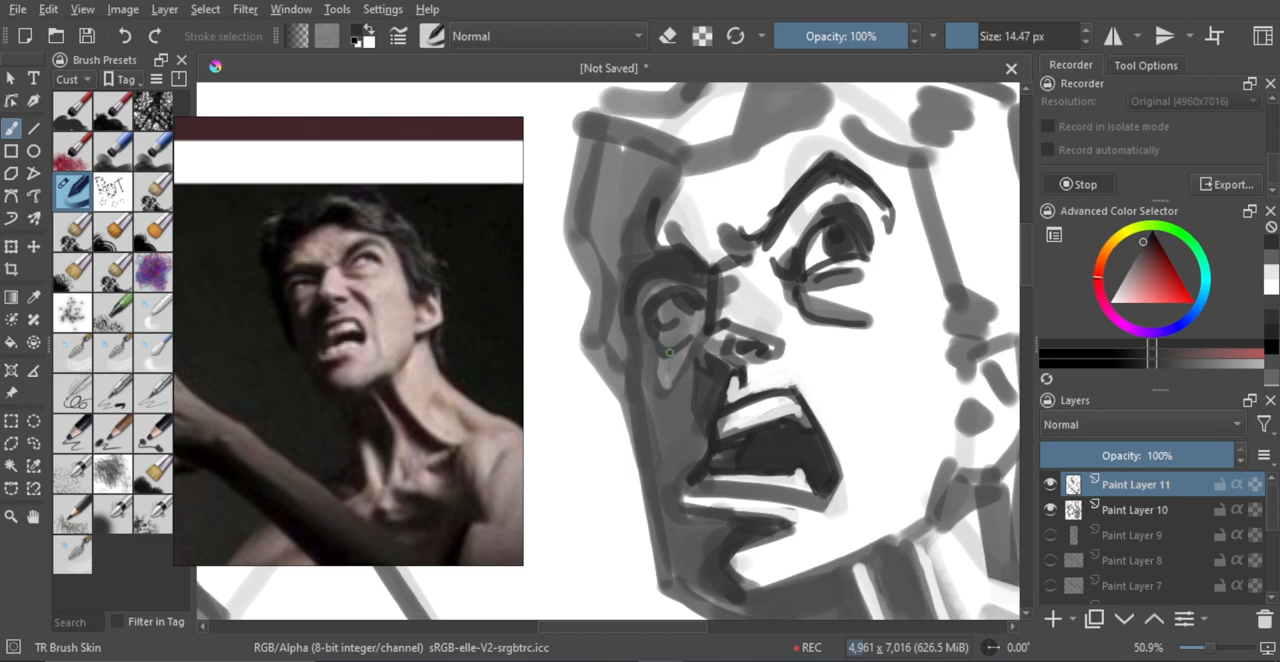 File Edit View Image Layer Select Filter Window Tools Settings Help
Stroke selection
Normal
Opacity: 100%
Size: 14.47 px
Brush Presets
Cust
Tag
[Not Saved] *
Recorder
Tool Options
Recorder
Resolution: Original (4960x7016)
Record in isolate mode
Record automatically
Stop
Export...
Advanced Color Selector
Layers
Normal
Opacity: 100%
Paint Layer 11
Paint Layer 10
Paint Layer 9
Paint Layer 8
Paint Layer 7
Search
Filter in Tag
TR Brush Skin
RGB/Alpha (8-bit integer/channel) sRGB-elle-V2-srgbtrc.icc
REC
4,961 x 7,016 (626.5 MiB)
0.00°
50.9%